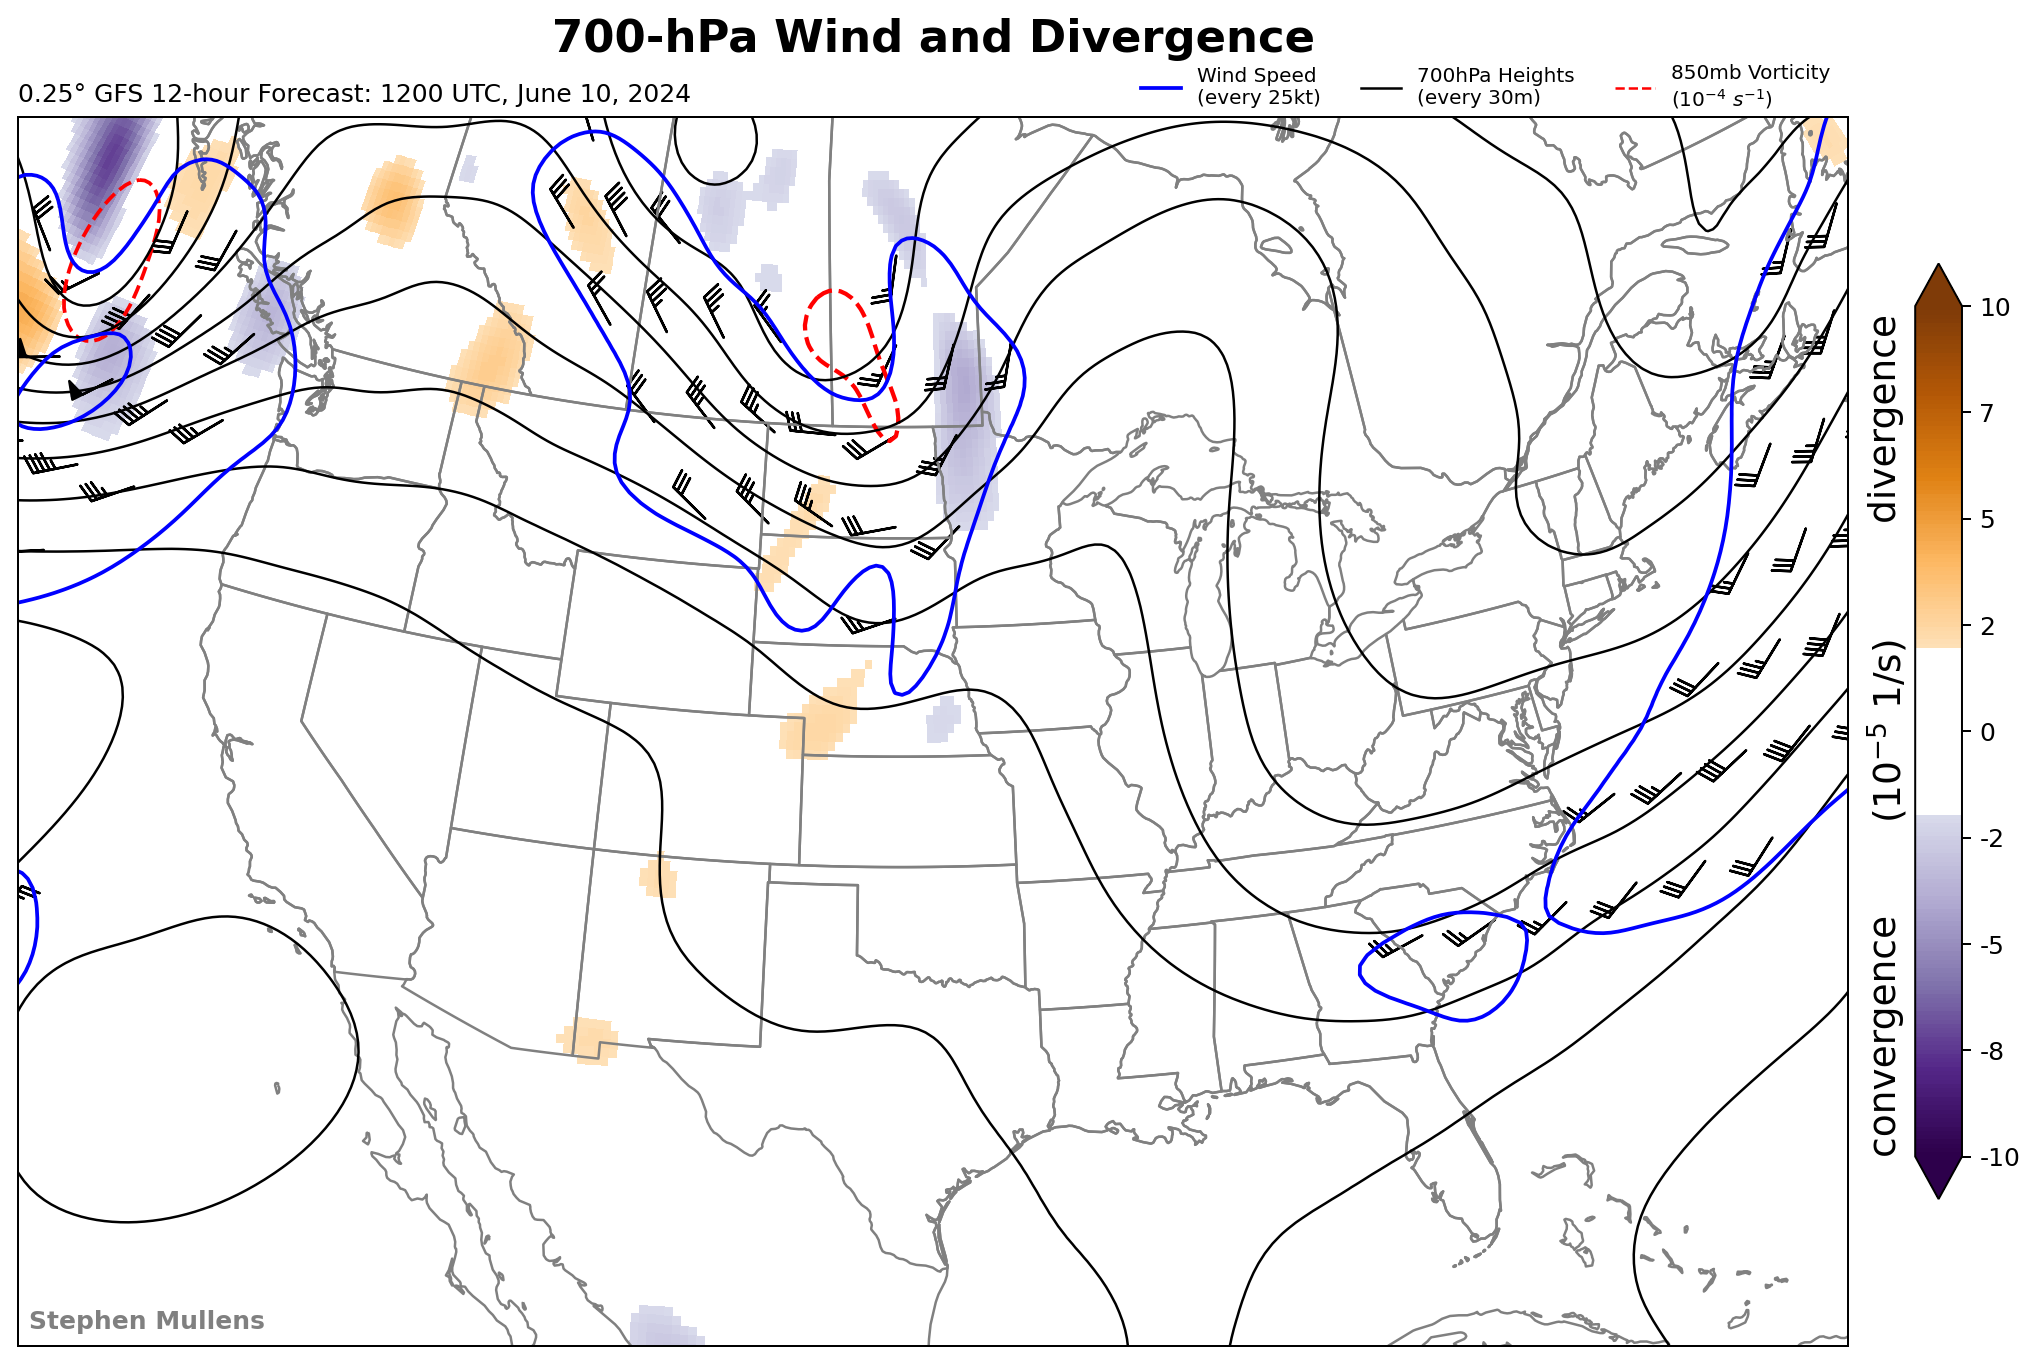 700-hPa Wind and Divergence
0.25° GFS 12-hour Forecast: 1200 UTC, June 10, 2024
Wind Speed
(every 25kt)
700hPa Heights
(every 30m)
850mb Vorticity
(10⁻⁴ s⁻¹)
10
7
5
2
0
-2
-5
-8
-10
convergence (10⁻⁵ 1/s) divergence
Stephen Mullens